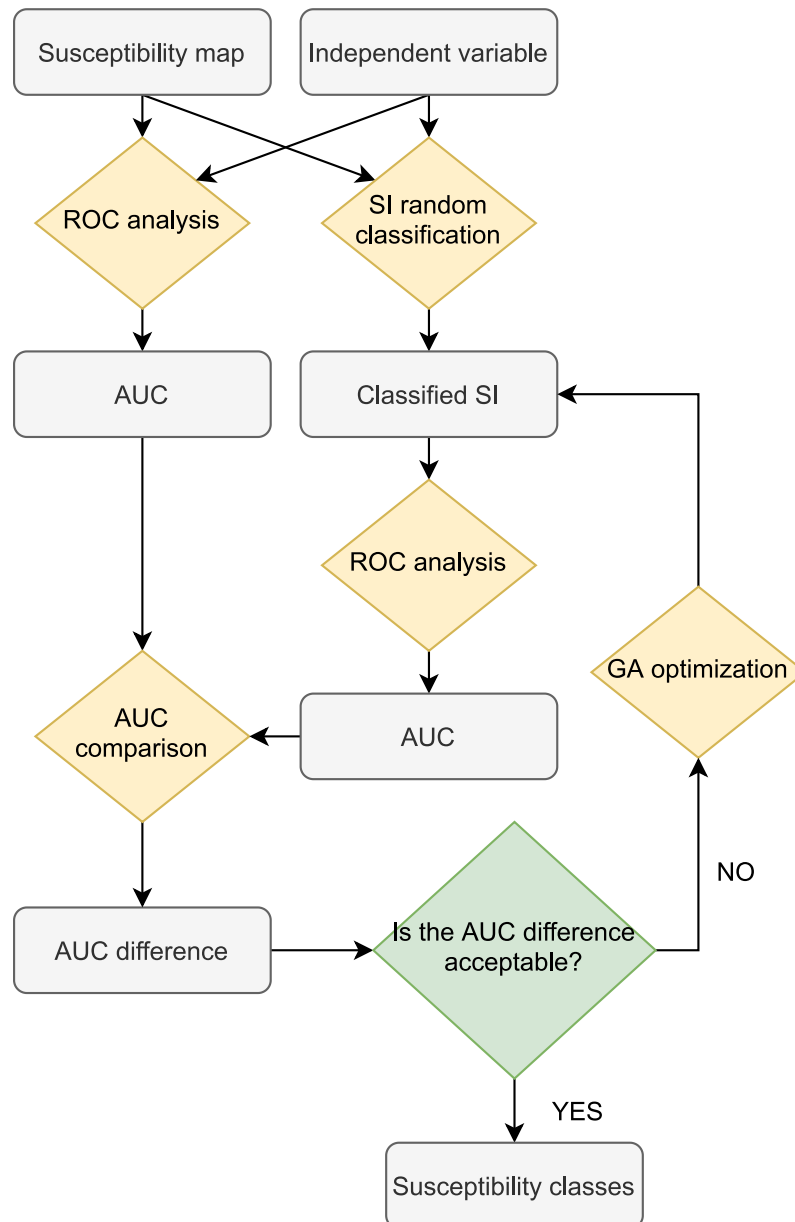 Susceptibility map
Independent variable
ROC analysis
SI random
classification
AUC
Classified SI
ROC analysis
GA optimization
AUC
comparison
AUC
NO
AUC difference
Is the AUC difference
acceptable?
YES
Susceptibility classes